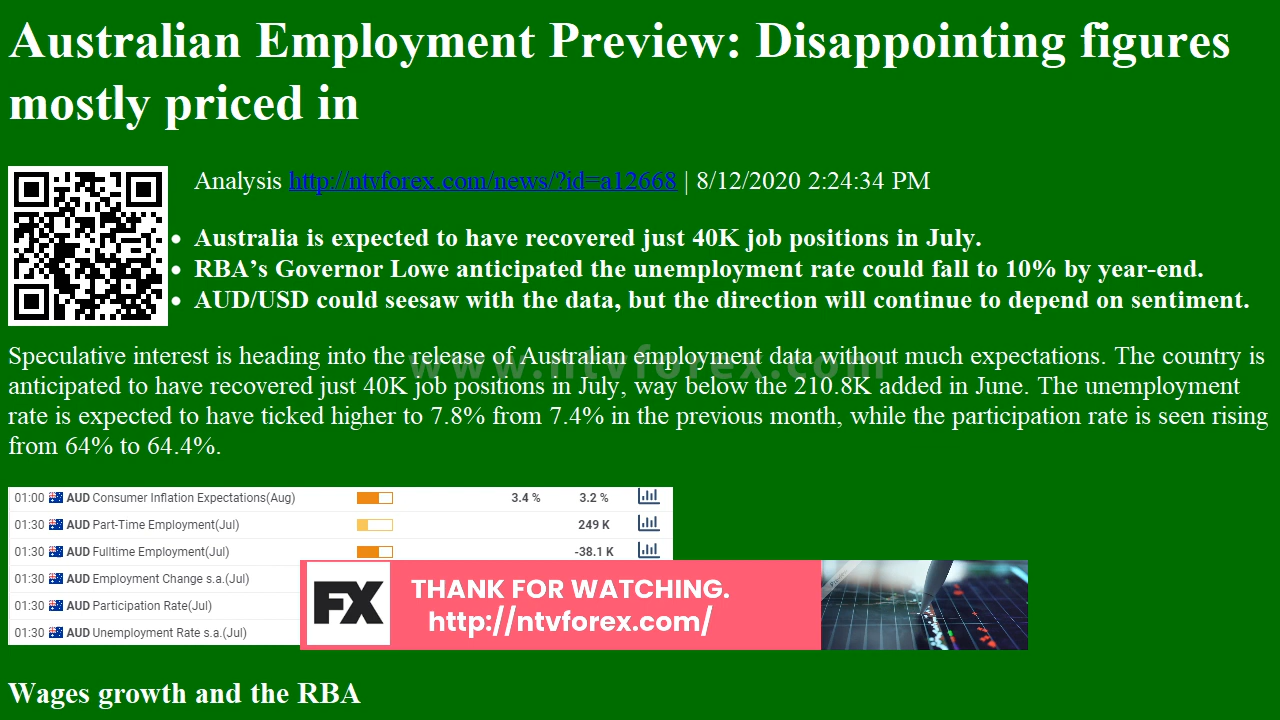 Australian Employment Preview: Disappointing figures
mostly priced in
Analysis http://ntvforex.com/news/?id=a12668 | 8/12/2020 2:24:34 PM
Australia is expected to have recovered just 40K job positions in July.
RBA’s Governor Lowe anticipated the unemployment rate could fall to 10% by year-end.
AUD/USD could seesaw with the data, but the direction will continue to depend on sentiment.
www.ntvforex.com
Speculative interest is heading into the release of Australian employment data without much expectations. The country is
anticipated to have recovered just 40K job positions in July, way below the 210.8K added in June. The unemployment
rate is expected to have ticked higher to 7.8% from 7.4% in the previous month, while the participation rate is seen rising
from 64% to 64.4%.
01:00 AUD Consumer Inflation Expectations(Aug) 3.4 % 3.2 %
01:30 AUD Part-Time Employment(Jul) 249 K
01:30 AUD Fulltime Employment(Jul) -38.1 K
01:30 AUD Employment Change s.a.(Jul)
01:30 AUD Participation Rate(Jul)
01:30 AUD Unemployment Rate s.a.(Jul)
FX
THANK FOR WATCHING.
http://ntvforex.com/
Wages growth and the RBA